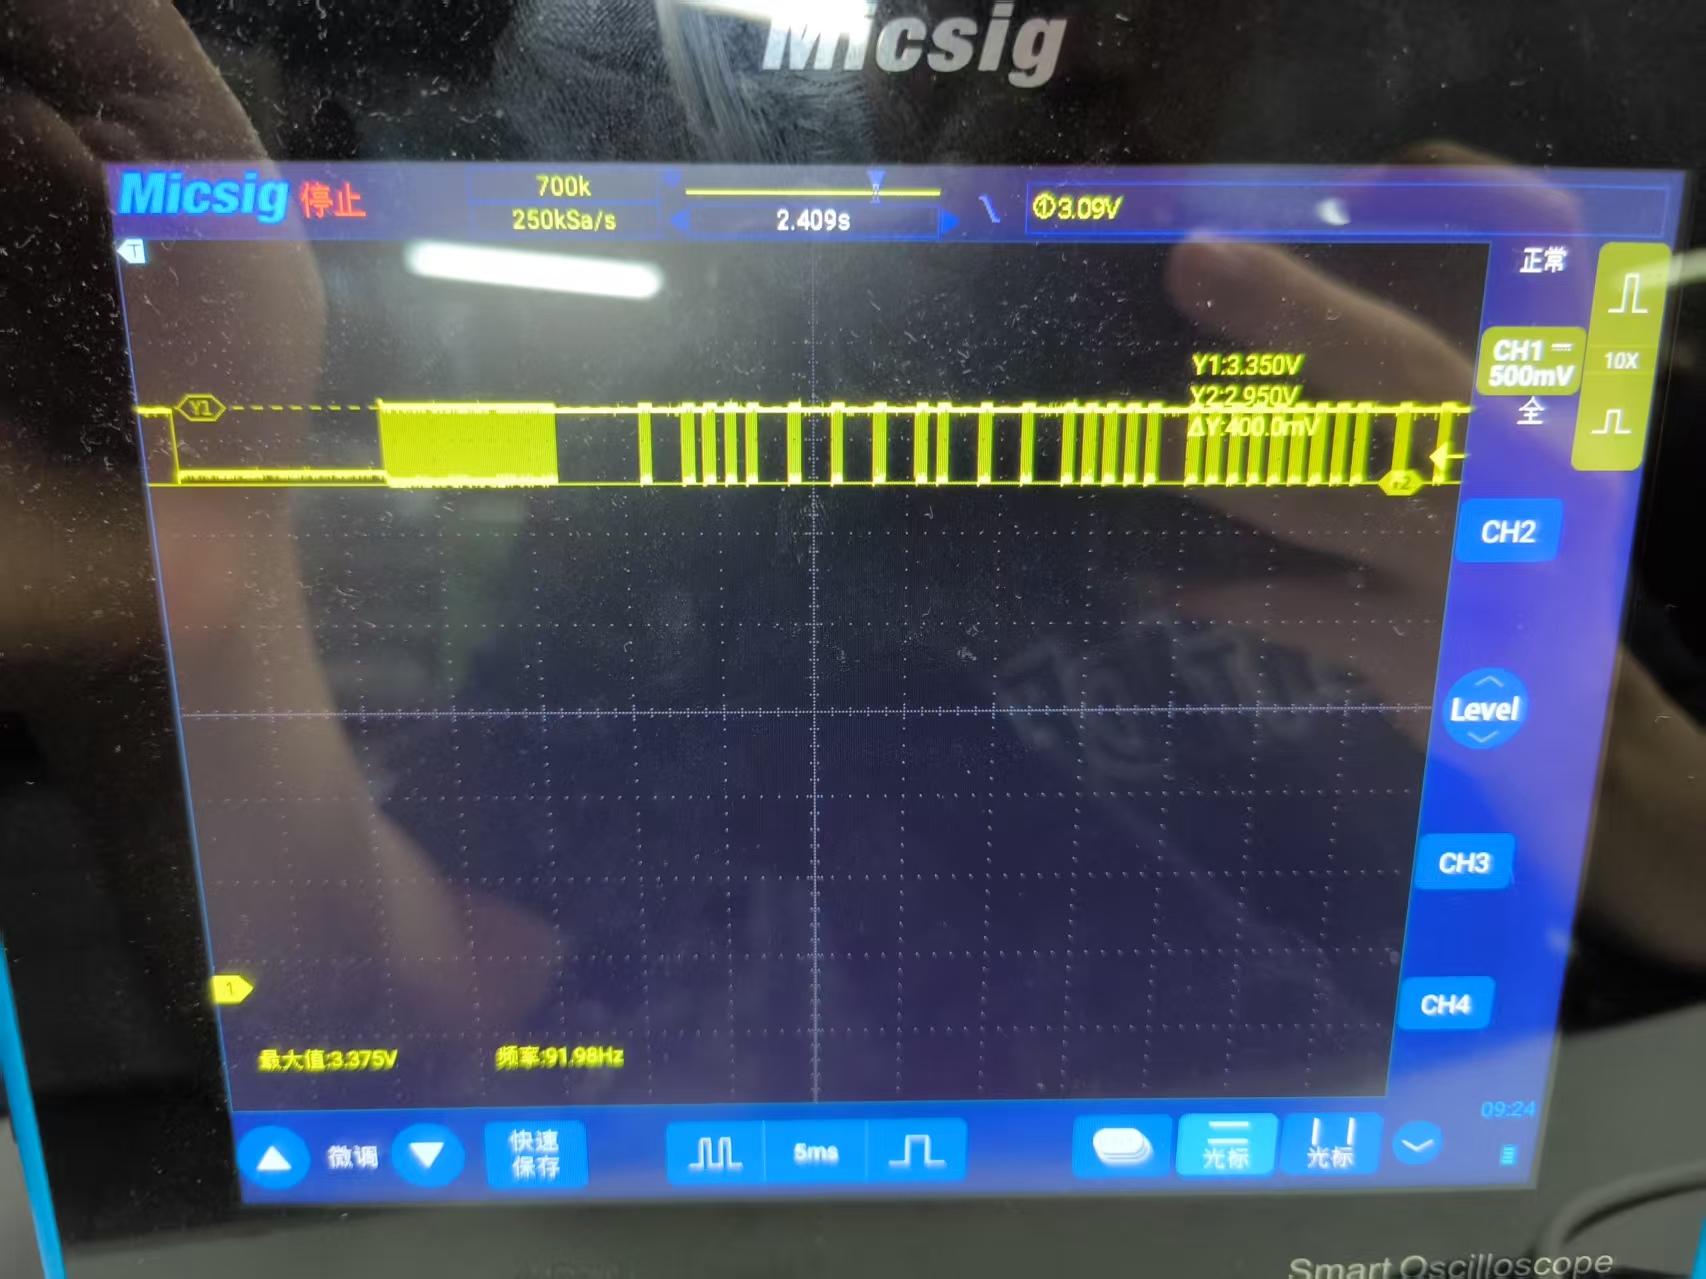 Micsig
Micsig 停止
700k
250kSa/s
2.409s
①3.09V
T
正常
Y1
Y1:3.350V
Y2:2.950V
ΔY:400.0mV
CH1
500mV
10X
全
CH2
Level
CH3
1
CH4
最大值:3.375V
频率:91.98Hz
09:24
微调
快速
保存
5ms
光标
光标
Smart Oscilloscope